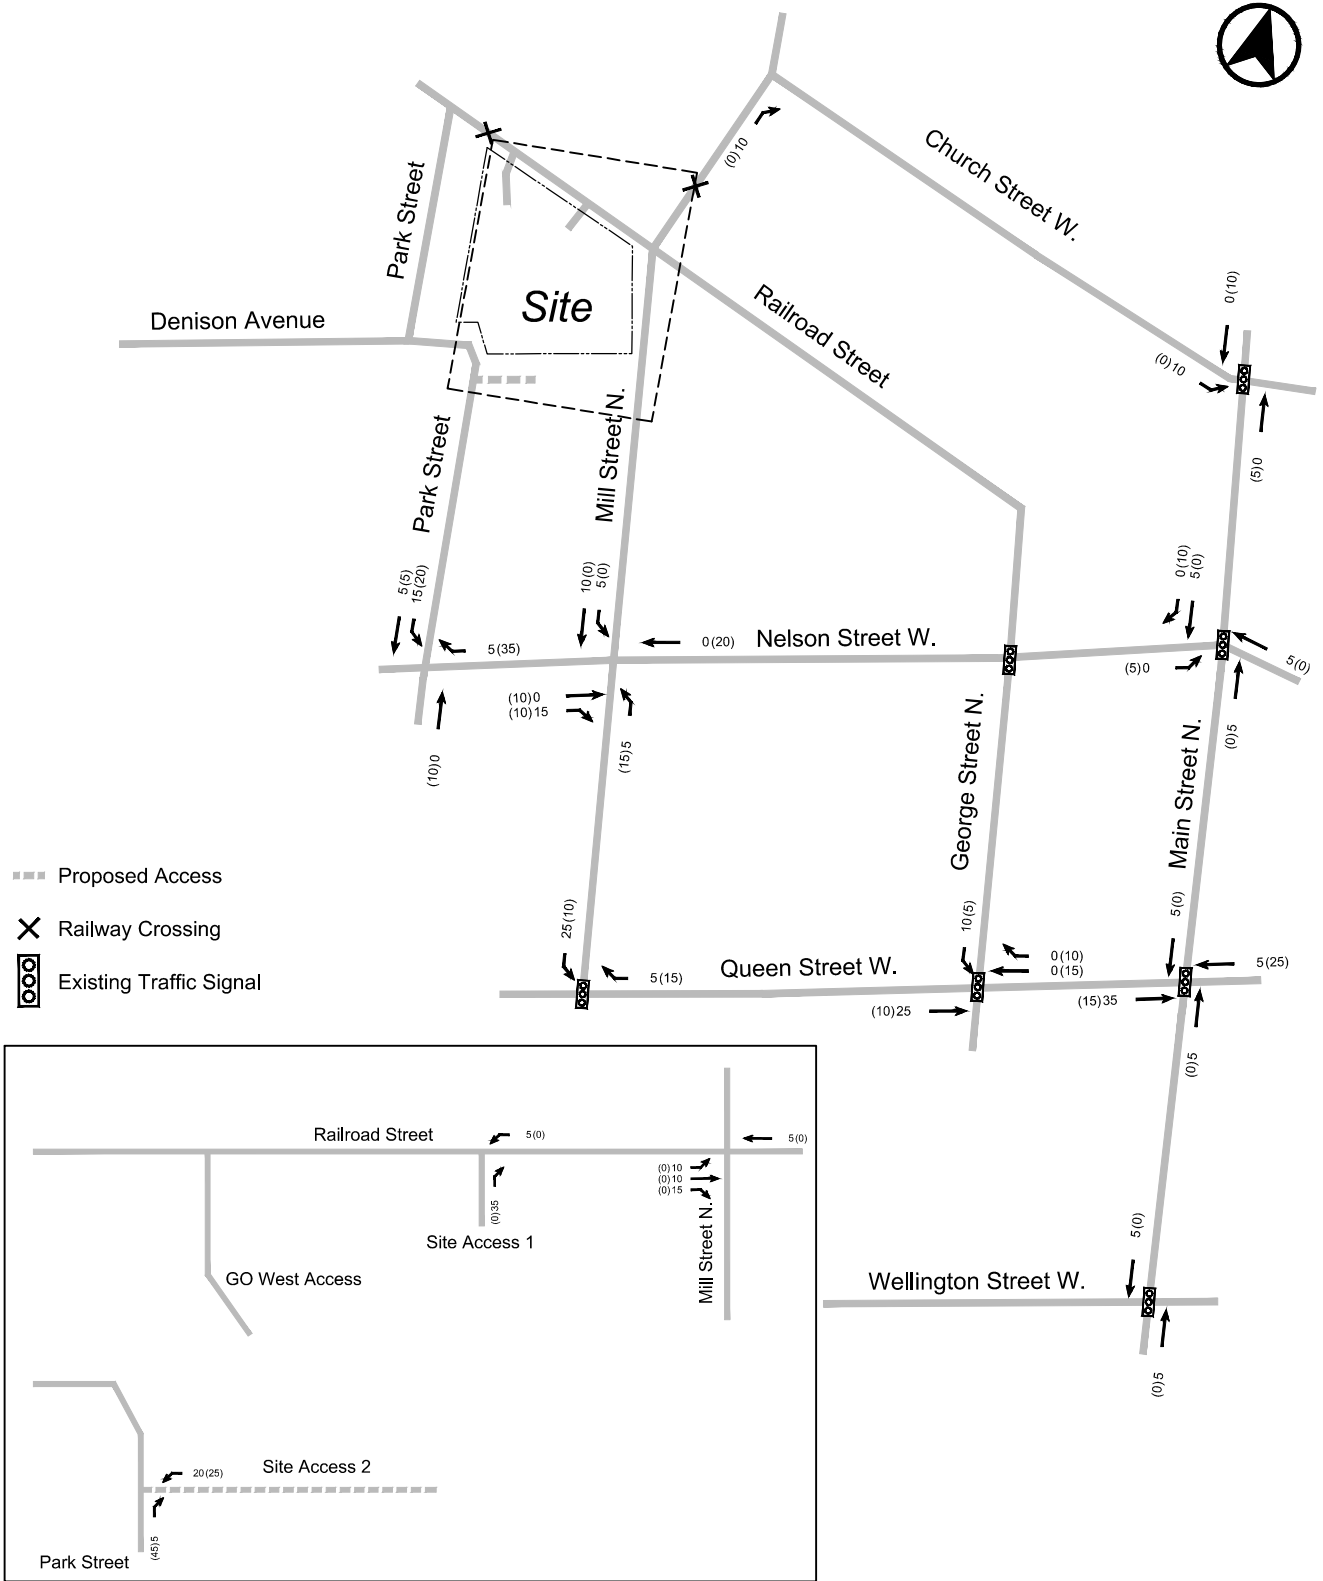 (0)10
Church Street W.
Park Street
Site
Denison Avenue
Railroad Street
0(10)
(0)10
(5)0
Mill Street N.
Park Street
5(5)
15(20)
10(0)
5(0)
0(10)
5(0)
5(35)
0(20)
Nelson Street W.
(5)0
5(0)
(10)0
(10)15
(10)0
(15)5
(0)5
George Street N.
Main Street N.
Proposed Access
Railway Crossing
Existing Traffic Signal
25(10)
10(5)
5(0)
5(15)
Queen Street W.
0(10)
0(15)
5(25)
(10)25
(15)35
(0)5
Railroad Street
5(0)
5(0)
(0)10
(0)10
(0)15
(0)35
Site Access 1
Mill Street N.
GO West Access
5(0)
Wellington Street W.
(0)5
20(25)
Site Access 2
(45)5
Park Street